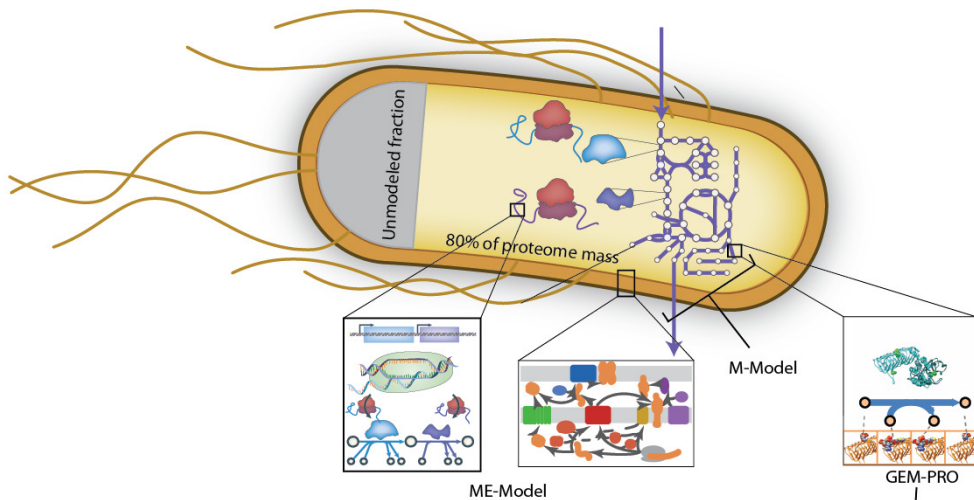 Unmodeled fraction
80% of proteome mass
M-Model
ME-Model
GEM-PRO